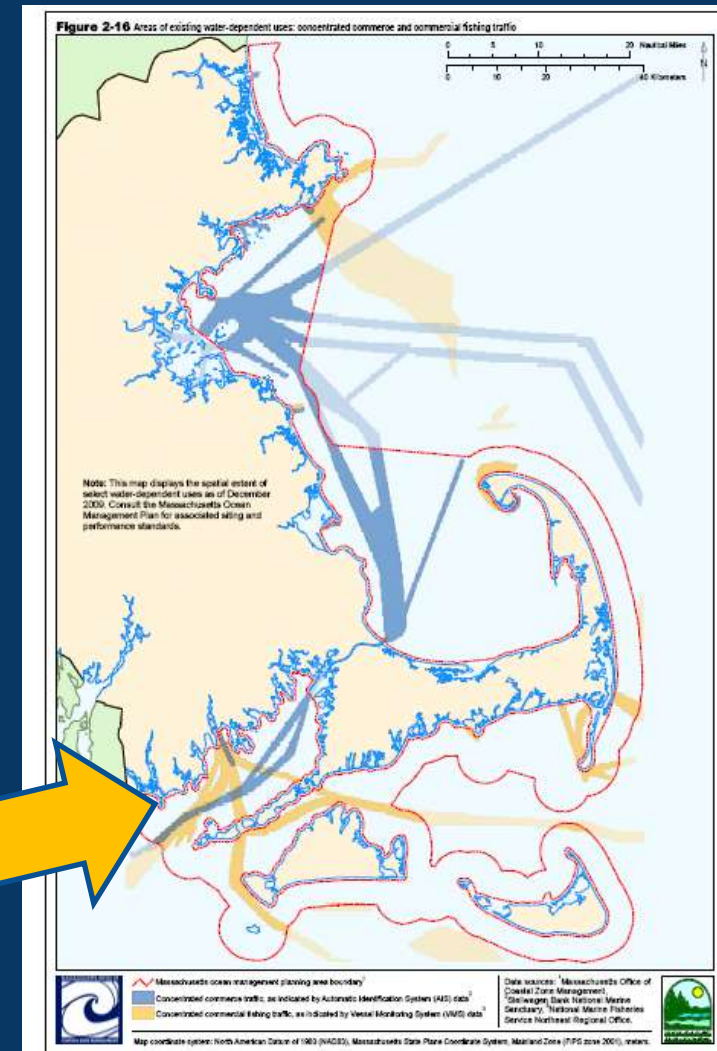 Figure 2-16 Areas of existing water-dependent uses: concentrated commerce and commercial fishing traffic
0 5 10 20 Nautical Miles
0 10 20 40 Kilometers
N
Note: This map displays the spatial extent of
select water-dependent uses as of December
2009. Consult the Massachusetts Ocean
Management Plan for associated siting and
performance standards.
Massachusetts ocean management planning area boundary1
Concentrated commerce traffic, as indicated by Automatic Identification System (AIS) data2
Concentrated commercial fishing traffic, as indicated by Vessel Monitoring System (VMS) data3
Data sources: 1Massachusetts Office of
Coastal Zone Management,
2Stellwagen Bank National Marine
Sanctuary, 3National Marine Fisheries
Service Northeast Regional Office.
Map coordinate system: North American Datum of 1983 (NAD83), Massachusetts State Plane Coordinate System, Mainland Zone (FIPS zone 2001), meters.